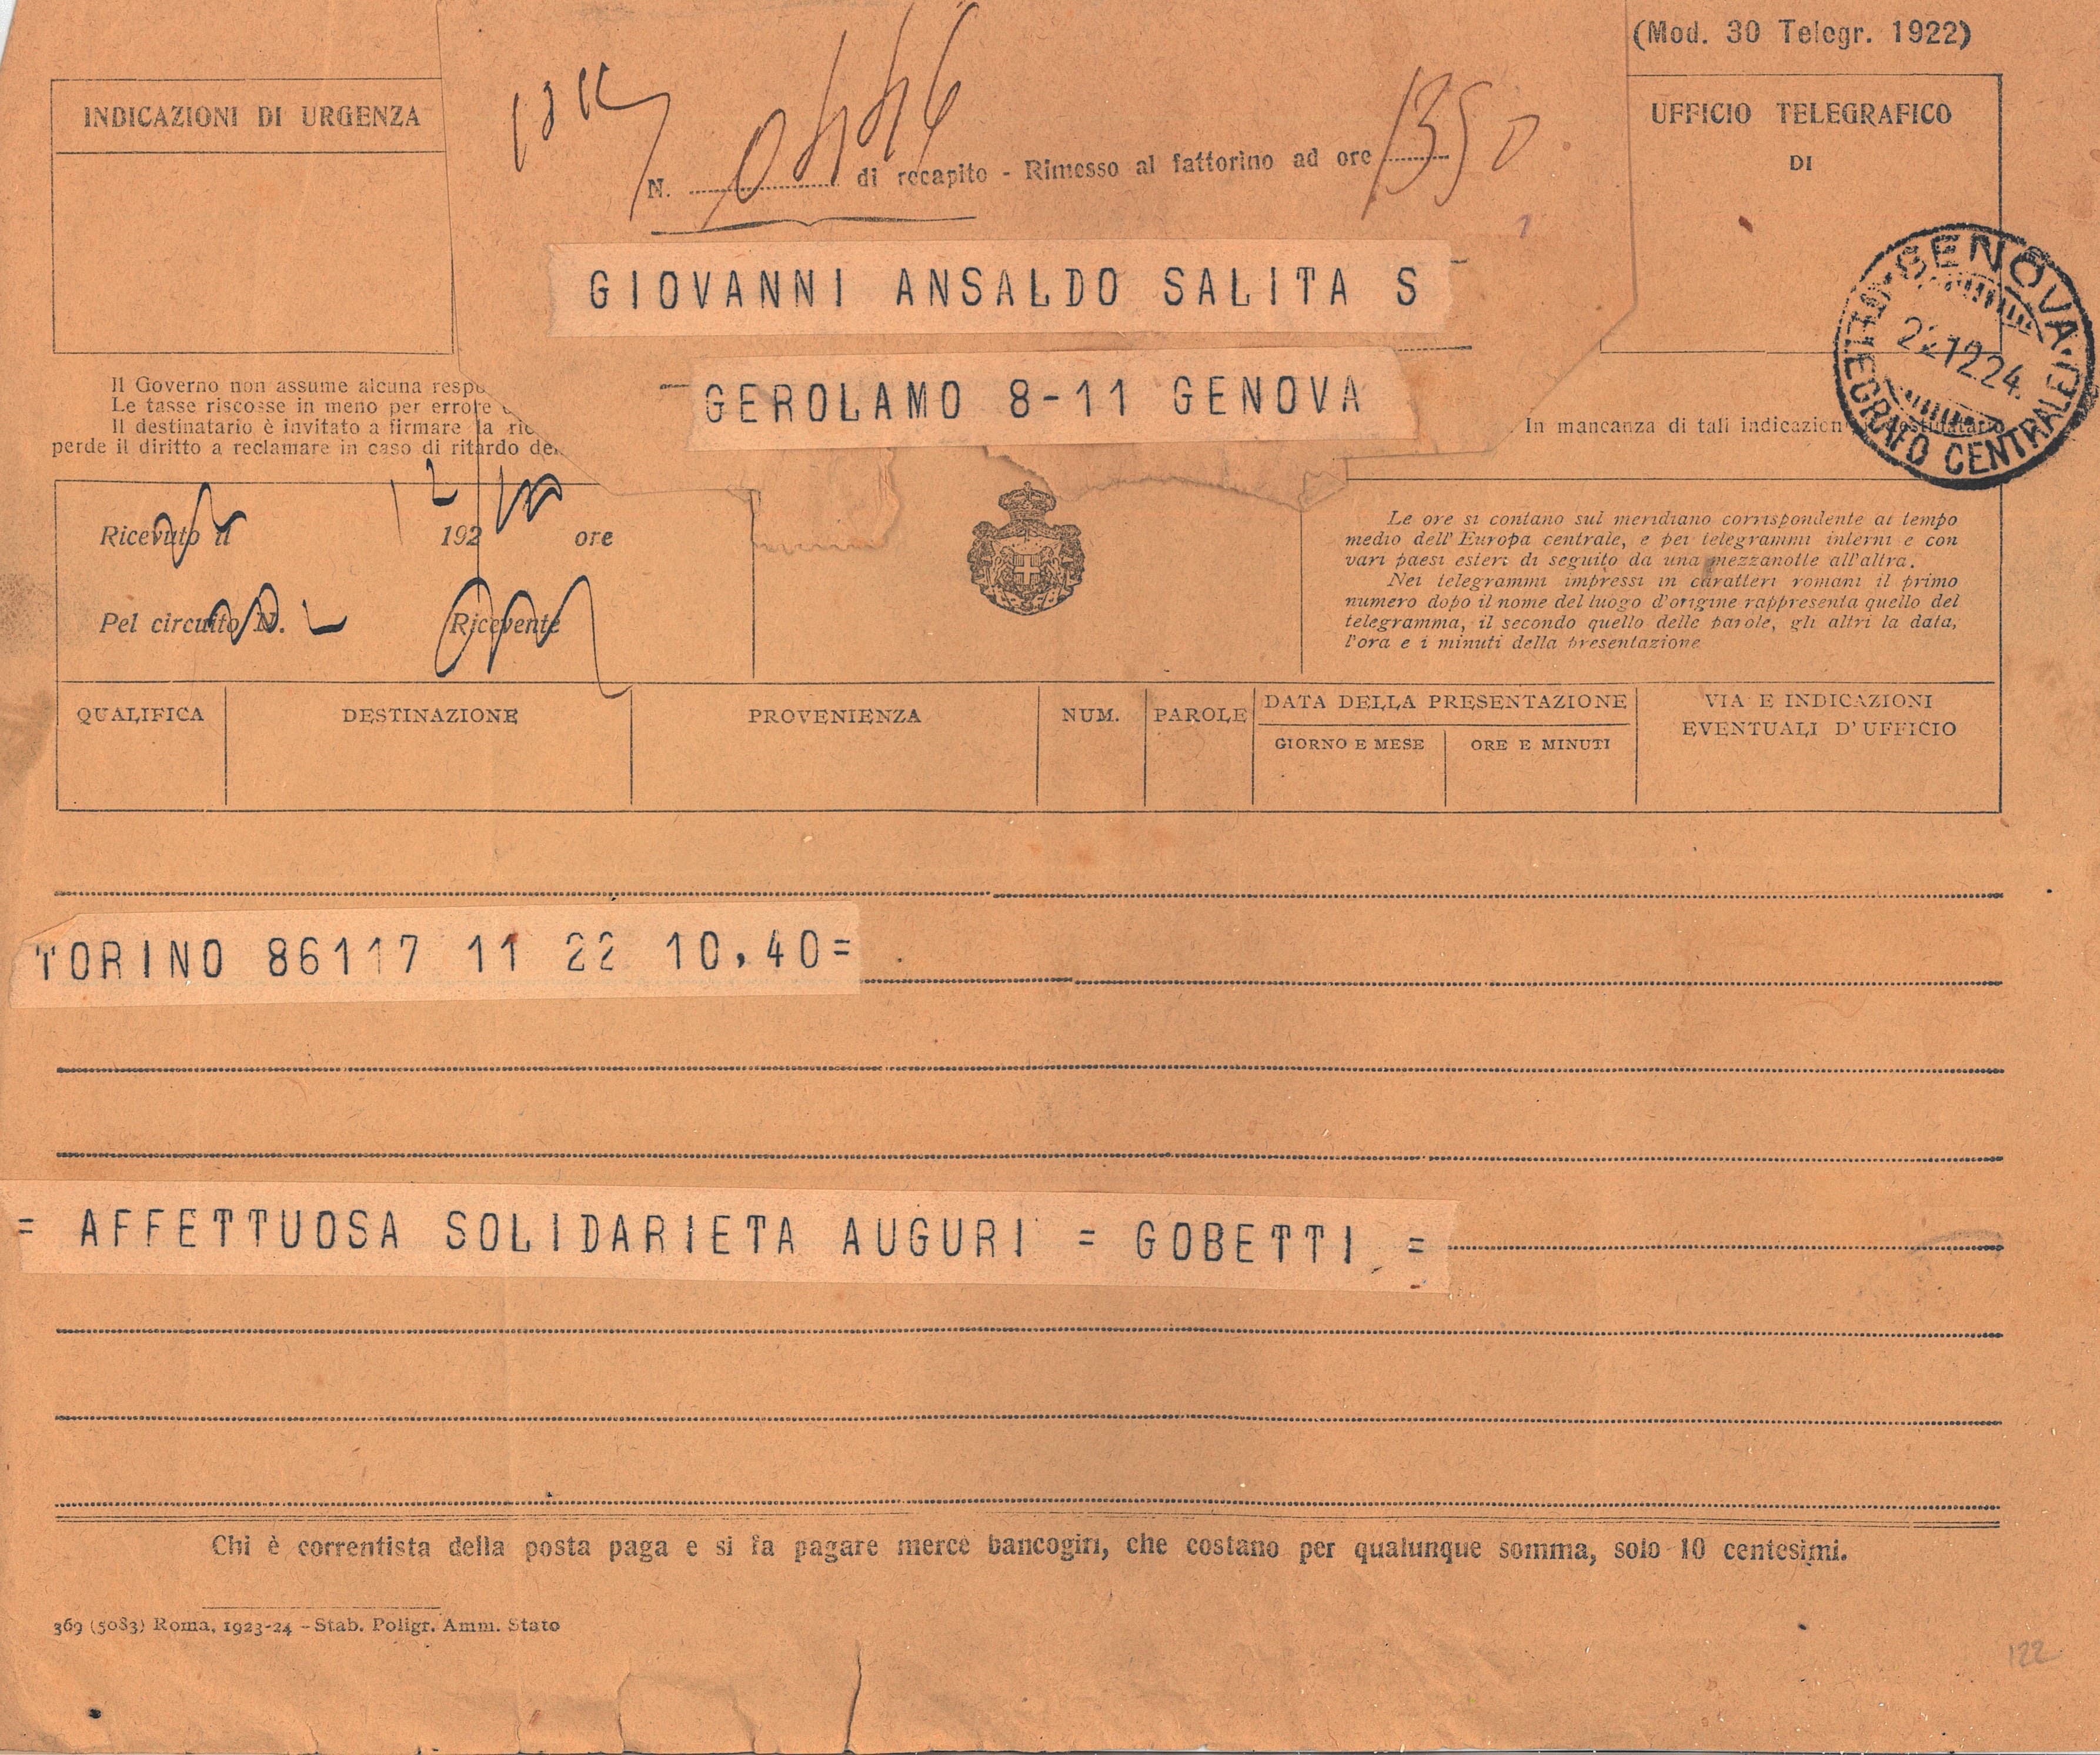 (Mod. 30 Telegr. 1922)
INDICAZIONI DI URGENZA
UFFICIO TELEGRAFICO
DI
N. di recapito - Rimesso al fattorino ad ore 1350
GIOVANNI ANSALDO SALITA S
GEROLAMO 8-11 GENOVA
GENOVA
22.12.24.
TELEGRAFO CENTRALE
Il Governo non assume alcuna respo
Le tasse riscosse in meno per errore
Il destinatario è invitato a firmare la ric
perde il diritto a reclamare in caso di ritardo de
In mancanza di tali indicazion destinatario
Ricevuto il 192 ore
Pel circuito N. Ricevente
Le ore si contano sul meridiano corrispondente al tempo
medio dell'Europa centrale, e pei telegrammi interni e con
vari paesi esteri di seguito da una mezzanotte all'altra.
Nei telegrammi impressi in caratteri romani il primo
numero dopo il nome del luogo d'origine rappresenta quello del
telegramma, il secondo quello delle parole, gli altri la data,
l'ora e i minuti della presentazione
QUALIFICA DESTINAZIONE PROVENIENZA NUM. PAROLE DATA DELLA PRESENTAZIONE VIA E INDICAZIONI
GIORNO E MESE ORE E MINUTI EVENTUALI D'UFFICIO
TORINO 86117 11 22 10,40=
= AFFETTUOSA SOLIDARIETA AUGURI = GOBETTI =
Chi è correntista della posta paga e si fa pagare mercè bancogiri, che costano per qualunque somma, solo 10 centesimi.
369 (5083) Roma, 1923-24 - Stab. Poligr. Amm. Stato
122